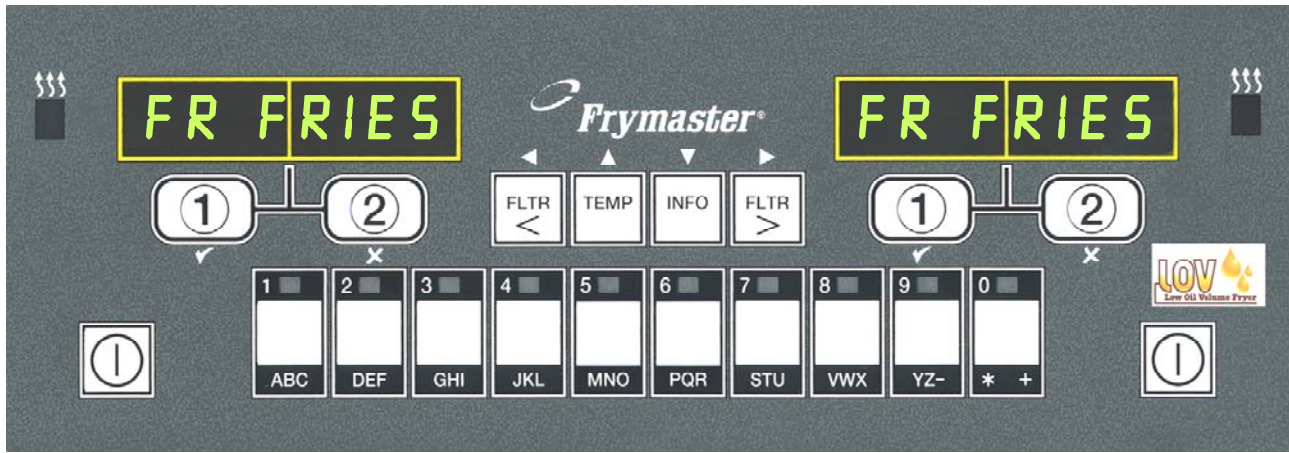 FR FRIES
FR FRIES
Frymaster®
1 2
1 2
FLTR < TEMP INFO FLTR >
1 2 3 4 5 6 7 8 9 0
ABC DEF GHI JKL MNO PQR STU VWX YZ- * +
LOV
Low Oil Volume Fryer